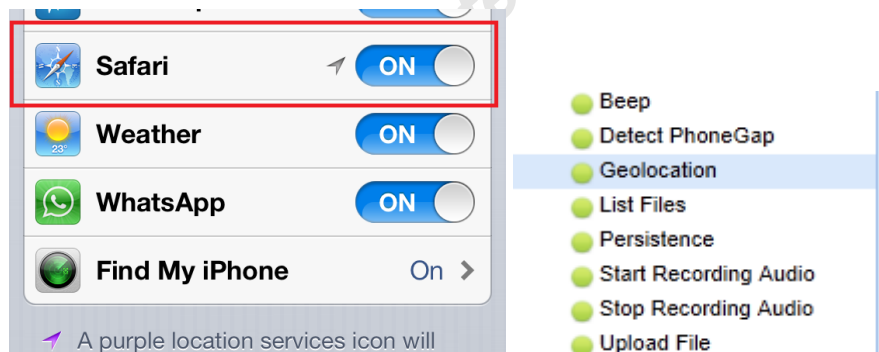 Safari ON
Weather ON
23°
WhatsApp ON
Find My iPhone On
A purple location services icon will
Beep
Detect PhoneGap
Geolocation
List Files
Persistence
Start Recording Audio
Stop Recording Audio
Upload File